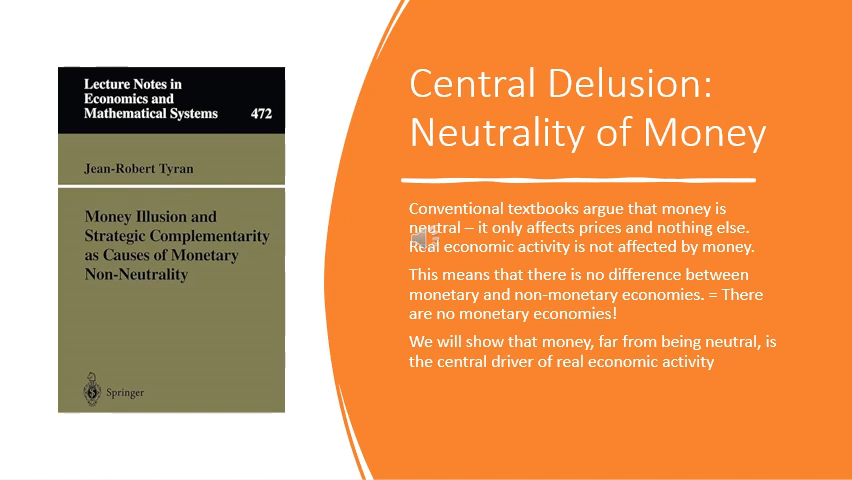 Lecture Notes in
Economics and
Mathematical Systems 472
Jean-Robert Tyran
Money Illusion and
Strategic Complementarity
as Causes of Monetary
Non-Neutrality
Springer
Central Delusion:
Neutrality of Money
Conventional textbooks argue that money is
neutral – it only affects prices and nothing else.
Real economic activity is not affected by money.
This means that there is no difference between
monetary and non-monetary economies. = There
are no monetary economies!
We will show that money, far from being neutral, is
the central driver of real economic activity